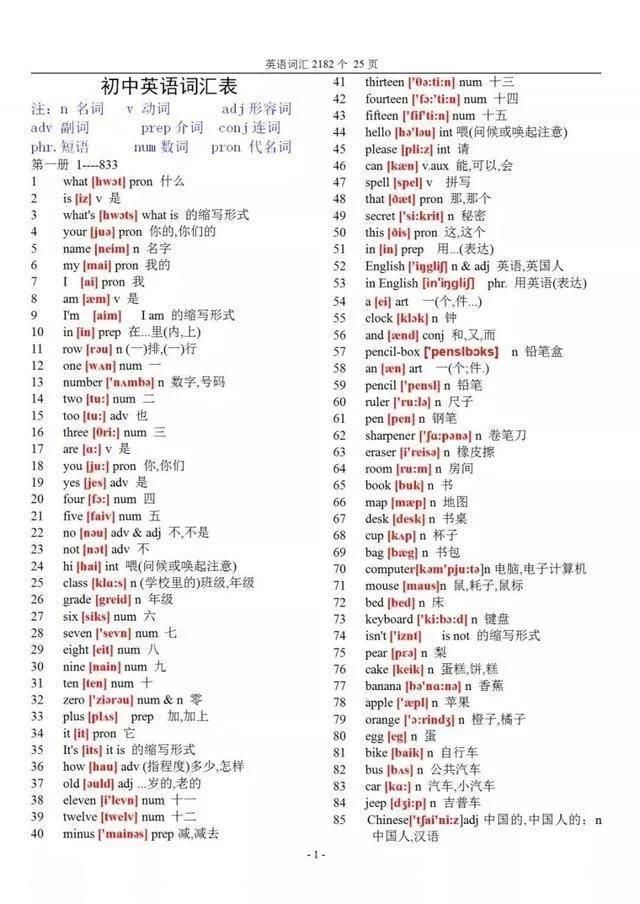 英语词汇 2182 个 25 页
初中英语词汇表
注: n 名词 v 动词 adj 形容词
adv 副词 prep 介词 conj 连词
phr.短语 num 数词 pron 代名词
第一册 1----833
1 what [hwɔt] pron 什么
2 is [iz] v 是
3 what's [hwɔts] what is 的缩写形式
4 your [juə] pron 你的,你们的
5 name [neim] n 名字
6 my [mai] pron 我的
7 I [ai] pron 我
8 am [æm] v 是
9 I'm [aim] I am 的缩写形式
10 in [in] prep 在...里(内,上)
11 row [rəu] n (一)排,(一)行
12 one [wʌn] num 一
13 number ['nʌmbə] n 数字,号码
14 two [tu:] num 二
15 too [tu:] adv 也
16 three [θri:] num 三
17 are [ɑ:] v 是
18 you [ju:] pron 你,你们
19 yes [jes] adv 是
20 four [fɔ:] num 四
21 five [faiv] num 五
22 no [nəu] adv & adj 不,不是
23 not [nɔt] adv 不
24 hi [hai] int 喂(问候或唤起注意)
25 class [klɑ:s] n (学校里的)班级,年级
26 grade [greid] n 年级
27 six [siks] num 六
28 seven ['sevn] num 七
29 eight [eit] num 八
30 nine [nain] num 九
31 ten [ten] num 十
32 zero ['ziərəu] num & n 零
33 plus [plʌs] prep 加,加上
34 it [it] pron 它
35 It's [its] it is 的缩写形式
36 how [hau] adv (指程度)多少,怎样
37 old [əuld] adj ...岁的,老的
38 eleven [i'levn] num 十一
39 twelve [twelv] num 十二
40 minus ['mainəs] prep 减,减去
41 thirteen ['θə:ti:n] num 十三
42 fourteen ['fɔ:'ti:n] num 十四
43 fifteen ['fif'ti:n] num 十五
44 hello [hə'ləu] int 喂(问候或唤起注意)
45 please [pli:z] int 请
46 can [kæn] v.aux 能,可以,会
47 spell [spel] v 拼写
48 that [ðæt] pron 那,那个
49 secret ['si:krit] n 秘密
50 this [ðis] pron 这,这个
51 in [in] prep 用...(表达)
52 English ['iŋgliʃ] n & adj 英语,英国人
53 in English [in'iŋgliʃ] phr. 用英语(表达)
54 a [ei] art 一(个,件...)
55 clock [klɔk] n 钟
56 and [ænd] conj 和,又,而
57 pencil-box ['penslbɔks] n 铅笔盒
58 an [æn] art 一(个;件.)
59 pencil ['pensl] n 铅笔
60 ruler ['ru:lə] n 尺子
61 pen [pen] n 钢笔
62 sharpener ['ʃɑ:pənə] n 卷笔刀
63 eraser [i'reisə] n 橡皮擦
64 room [ru:m] n 房间
65 book [buk] n 书
66 map [mæp] n 地图
67 desk [desk] n 书桌
68 cup [kʌp] n 杯子
69 bag [bæg] n 书包
70 computer[kəm'pju:tə]n 电脑,电子计算机
71 mouse [maus]n 鼠,耗子,鼠标
72 bed [bed] n 床
73 keyboard ['ki:bɔ:d] n 键盘
74 isn't ['iznt] is not 的缩写形式
75 pear [pɛə] n 梨
76 cake [keik] n 蛋糕,饼,糕
77 banana [bə'nɑ:nə] n 香蕉
78 apple ['æpl] n 苹果
79 orange ['ɔ:rindʒ] n 橙子,橘子
80 egg [eg] n 蛋
81 bike [baik] n 自行车
82 bus [bʌs] n 公共汽车
83 car [kɑ:] n 汽车,小汽车
84 jeep [dʒi:p] n 吉普车
85 Chinese['tʃai'ni:z]adj 中国的,中国人的；n
中国人,汉语
- 1 -